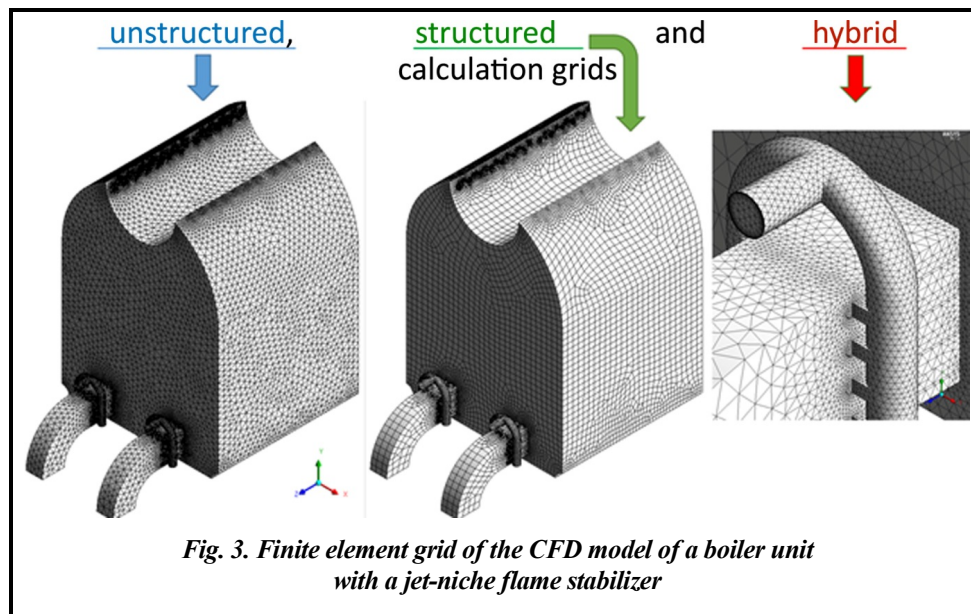 unstructured, structured and hybrid
calculation grids
ANSYS
Y
Z
X
Fig. 3. Finite element grid of the CFD model of a boiler unit
with a jet-niche flame stabilizer